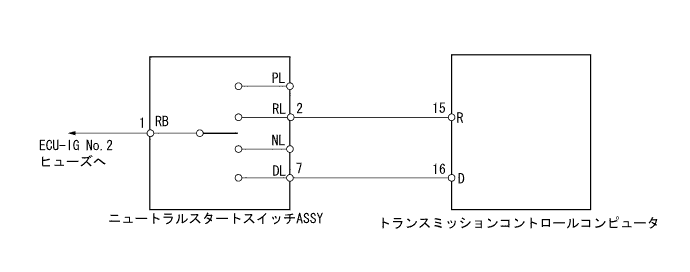 PL
RL 2
15 R
1 RB
NL
ECU-IG No.2
ヒューズへ
DL 7
16 D
ニュートラルスタートスイッチASSY
トランスミッションコントロールコンピュータ